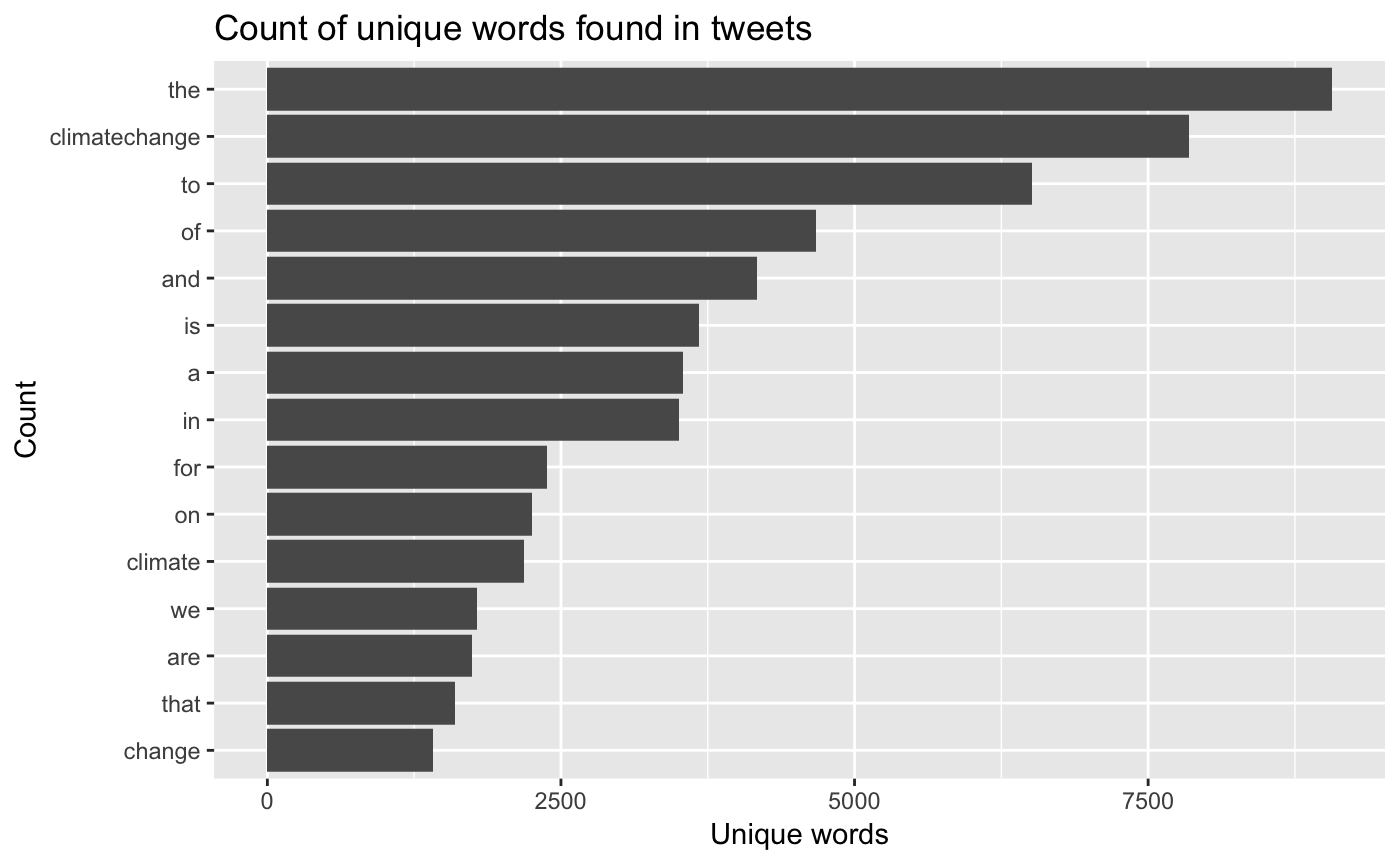 Count of unique words found in tweets
the
climatechange
to
of
and
is
a
in
for
on
climate
we
are
that
change
Count
0 2500 5000 7500
Unique words